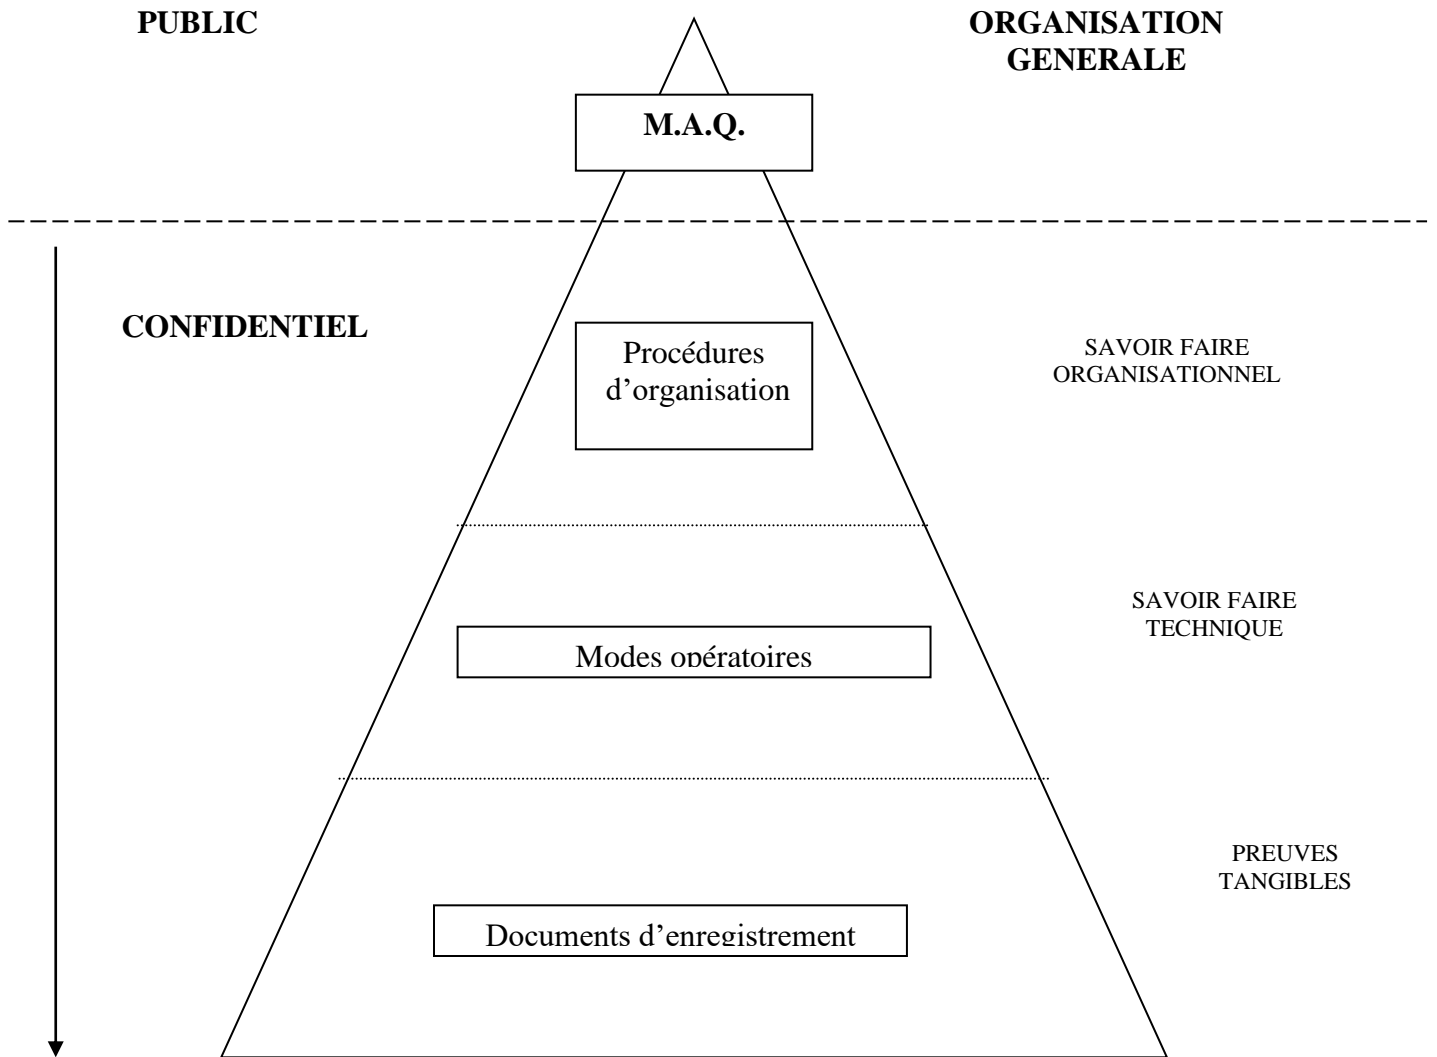 PUBLIC
ORGANISATION
GENERALE
M.A.Q.
CONFIDENTIEL
Procédures
d’organisation
SAVOIR FAIRE
ORGANISATIONNEL
SAVOIR FAIRE
TECHNIQUE
Modes opératoires
PREUVES
TANGIBLES
Documents d’enregistrement